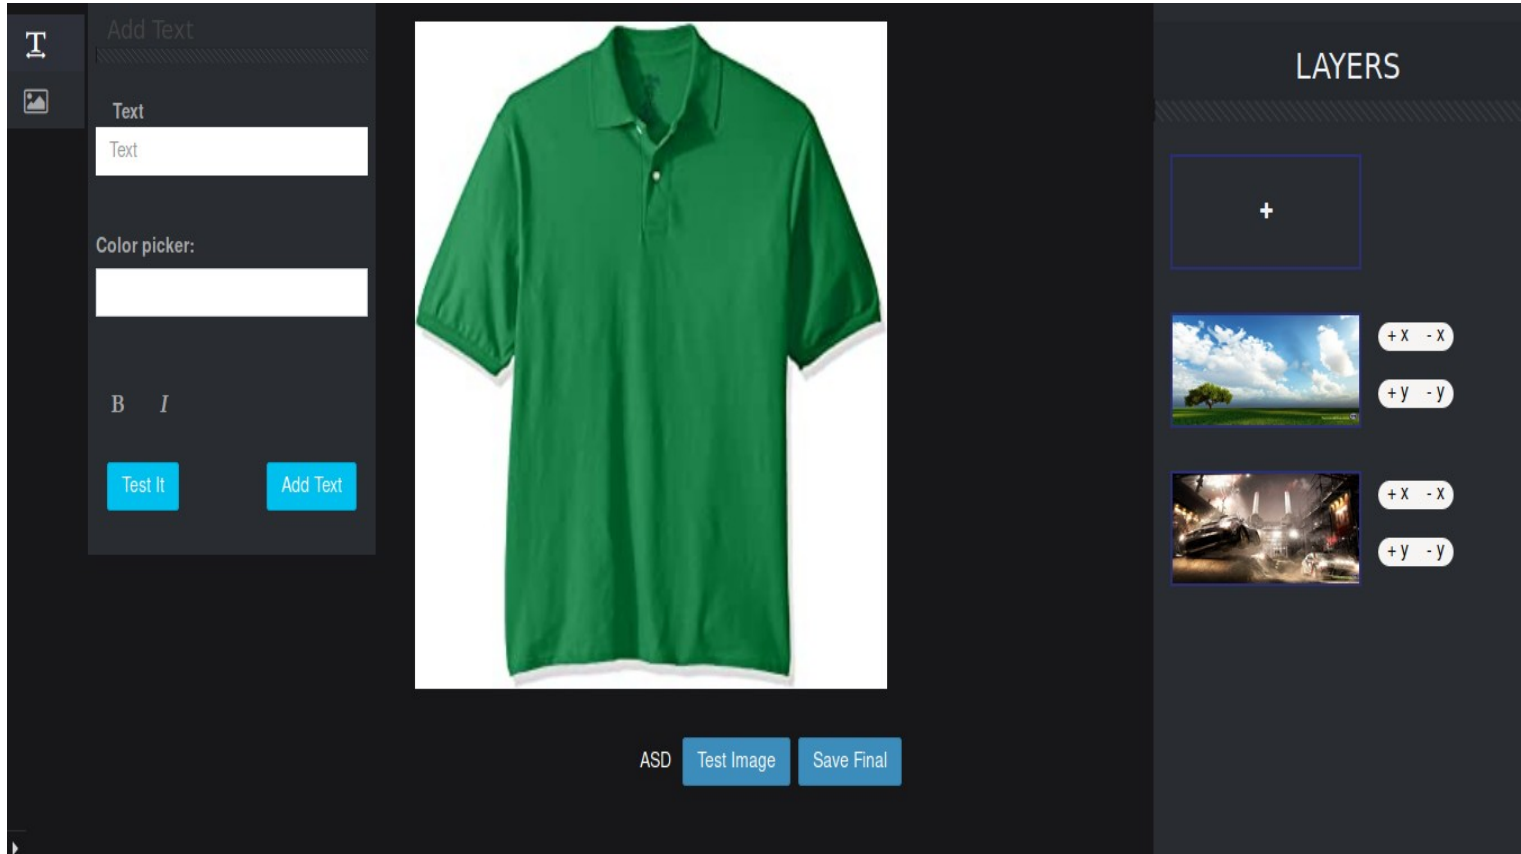 T
Add Text
Text
Text
Color picker:
B I
Test It Add Text
ASD Test Image Save Final
LAYERS
+
+ x - x
+ y - y
+ x - x
+ y - y